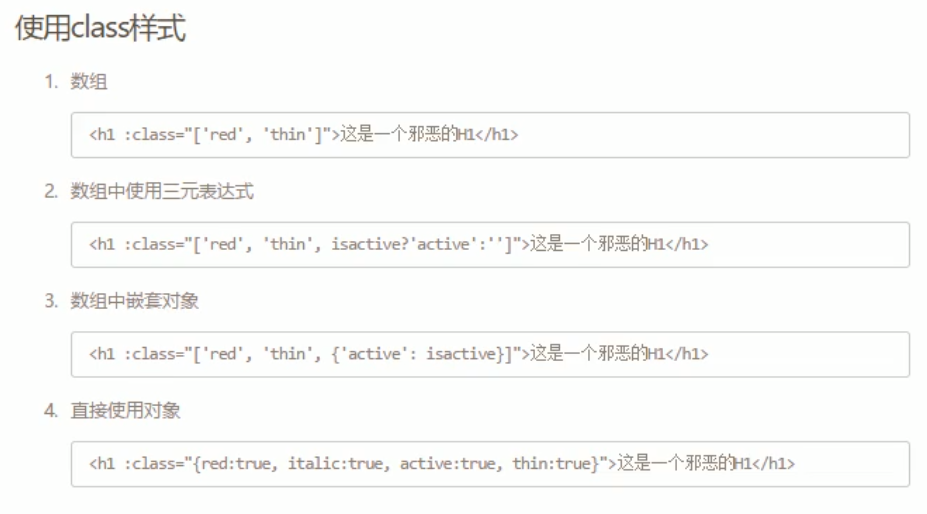 使用class样式
1. 数组
<h1 :class="['red', 'thin']">这是一个邪恶的H1</h1>
2. 数组中使用三元表达式
<h1 :class="['red', 'thin', isactive?'active':'']">这是一个邪恶的H1</h1>
3. 数组中嵌套对象
<h1 :class="['red', 'thin', {'active': isactive}]">这是一个邪恶的H1</h1>
4. 直接使用对象
<h1 :class="{red:true, italic:true, active:true, thin:true}">这是一个邪恶的H1</h1>